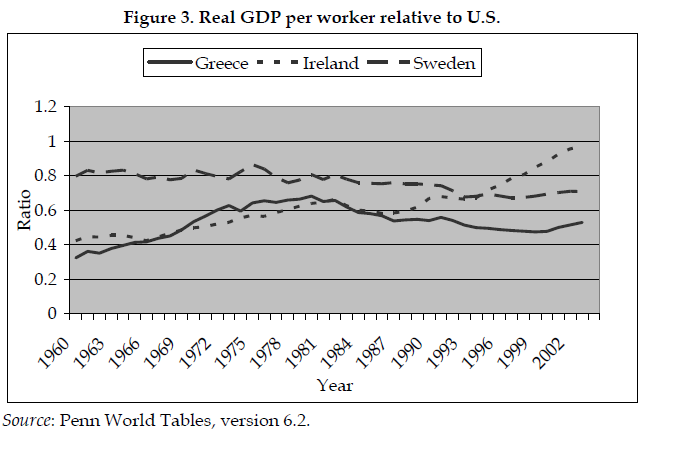 Figure 3. Real GDP per worker relative to U.S.
Greece Ireland Sweden
1.2
1
0.8
0.6
0.4
0.2
0
Ratio
1960 1963 1966 1969 1972 1975 1978 1981 1984 1987 1990 1993 1996 1999 2002
Year
Source: Penn World Tables, version 6.2.